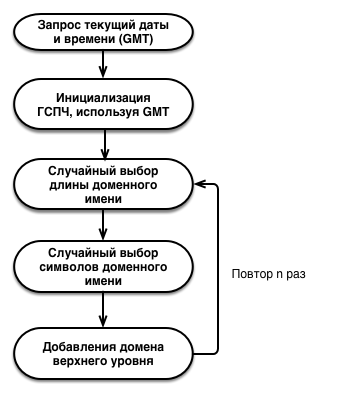 Запрос текущий даты
и времени (GMT)
Инициализация
ГСПЧ, используя GMT
Случайный выбор
длины доменного
имени
Случайный выбор
символов доменного
имени
Повтор n раз
Добавления домена
верхнего уровня